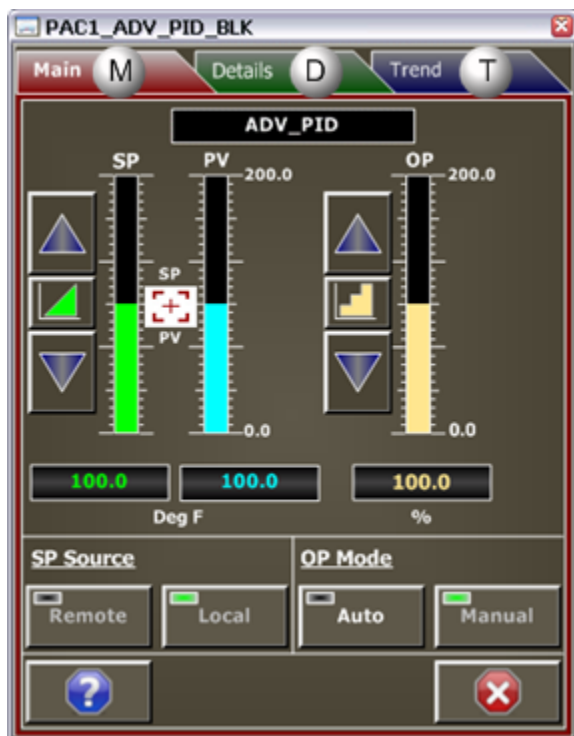 PAC1_ADV_PID_BLK
Main M Details D Trend T
ADV_PID
SP PV OP
200.0 200.0
SP
PV
0.0 0.0
100.0 100.0 100.0
Deg F %
SP Source OP Mode
Remote Local Auto Manual
?